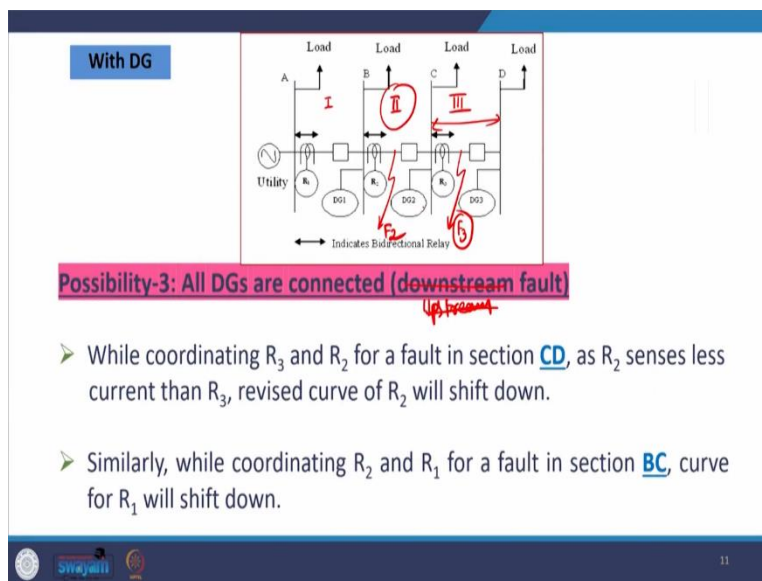 With DG
Load Load Load Load
A B C D
I II III
Utility R₁ DG1 R₂ DG2 DG3
F2 F3
Indicates Bidirectional Relay
Possibility-3: All DGs are connected (downstream fault)
Upstream
➢ While coordinating R₃ and R₂ for a fault in section CD, as R₂ senses less
current than R₃, revised curve of R₂ will shift down.
➢ Similarly, while coordinating R₂ and R₁ for a fault in section BC, curve
for R₁ will shift down.
swayam
11